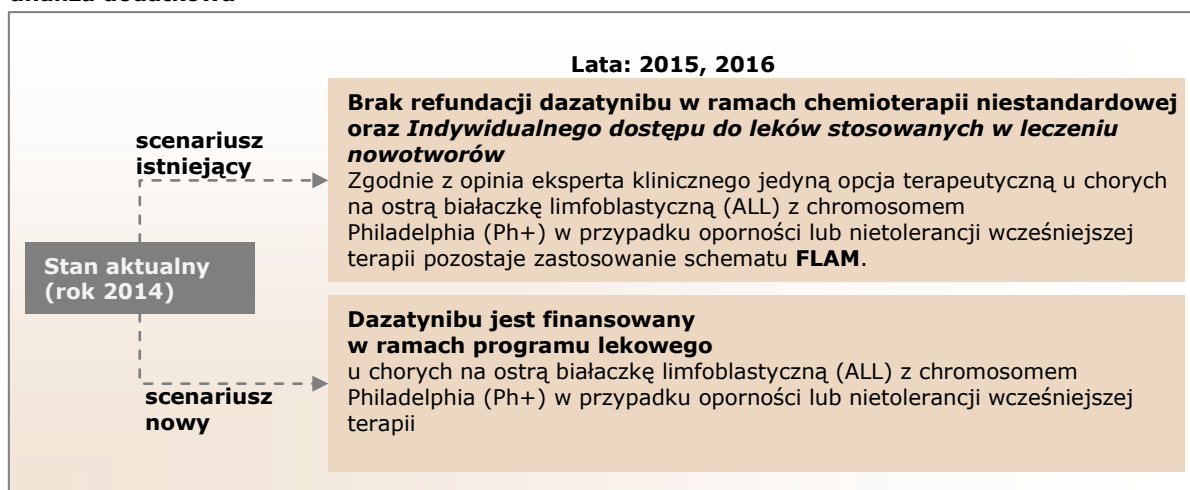 Lata: 2015, 2016
scenariusz
istniejący
Brak refundacji dazatynibu w ramach chemioterapii niestandardowej
oraz Indywidualnego dostępu do leków stosowanych w leczeniu
nowotworów
Zgodnie z opinia eksperta klinicznego jedyną opcja terapeutyczną u chorych
na ostrą białaczkę limfoblastyczną (ALL) z chromosomem
Philadelphia (Ph+) w przypadku oporności lub nietolerancji wcześniejszej
terapii pozostaje zastosowanie schematu FLAM.
Stan aktualny
(rok 2014)
scenariusz
nowy
Dazatynibu jest finansowany
w ramach programu lekowego
u chorych na ostrą białaczkę limfoblastyczną (ALL) z chromosomem
Philadelphia (Ph+) w przypadku oporności lub nietolerancji wcześniejszej
terapii